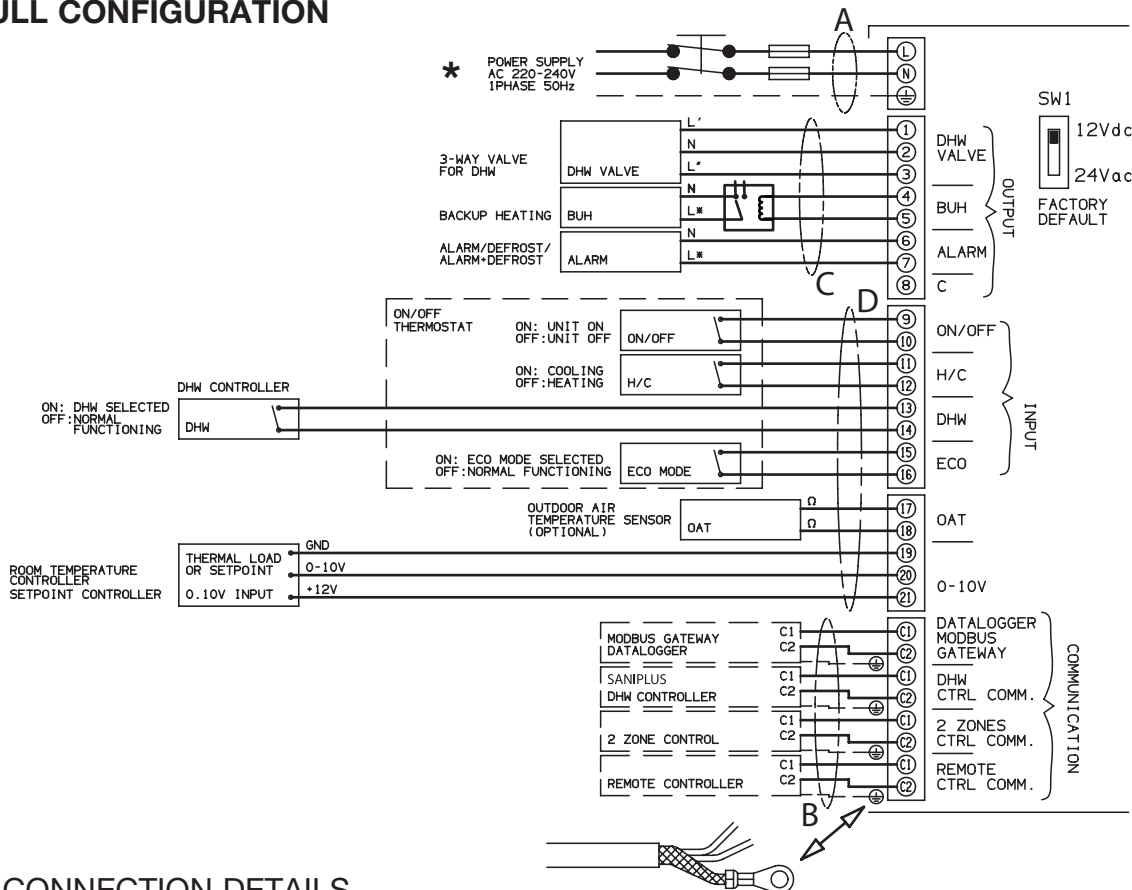 ULL CONFIGURATION
A
*
POWER SUPPLY
AC 220-240V
1PHASE 50Hz
L
N
SW1
12Vdc
24Vac
FACTORY
DEFAULT
3-WAY VALVE
FOR DHW
DHW VALVE
L'
N
L"
1
2
3
DHW
VALVE
BACKUP HEATING
BUH
N
L*
4
5
BUH
ALARM/DEFROST/
ALARM+DEFROST
ALARM
N
L*
6
7
ALARM
8
C
OUTPUT
C
D
ON/OFF
THERMOSTAT
ON: UNIT ON
OFF:UNIT OFF
ON/OFF
9
10
ON/OFF
ON: COOLING
OFF:HEATING
H/C
11
12
H/C
DHW CONTROLLER
ON: DHW SELECTED
OFF:NORMAL
FUNCTIONING
DHW
13
14
DHW
ON: ECO MODE SELECTED
OFF:NORMAL FUNCTIONING
ECO MODE
15
16
ECO
INPUT
OUTDOOR AIR
TEMPERATURE SENSOR
(OPTIONAL)
OAT
Ω
Ω
17
18
OAT
ROOM TEMPERATURE
CONTROLLER
SETPOINT CONTROLLER
THERMAL LOAD
OR SETPOINT
0.10V INPUT
GND
0-10V
+12V
19
20
21
0-10V
MODBUS GATEWAY
DATALOGGER
C1
C2
C1
C2
DATALOGGER
MODBUS
GATEWAY
SANIPLUS
DHW CONTROLLER
C1
C2
C1
C2
DHW
CTRL COMM.
2 ZONE CONTROL
C1
C2
C1
C2
2 ZONES
CTRL COMM.
REMOTE CONTROLLER
C1
C2
C1
C2
REMOTE
CTRL COMM.
COMMUNICATION
B
CONNECTION DETAILS